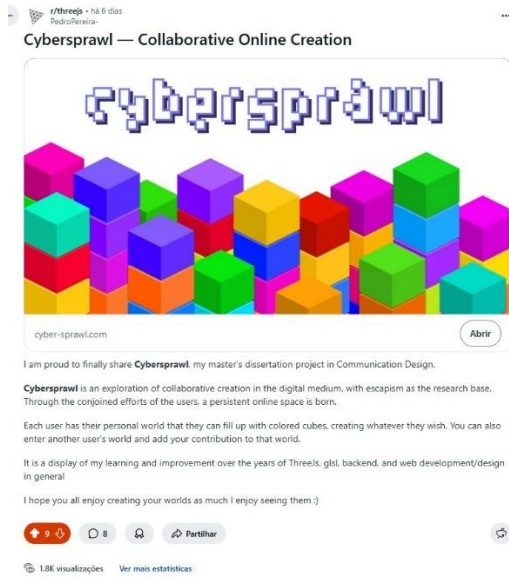 r/threejs • há 6 dias
PedroPereira-
Cybersprawl — Collaborative Online Creation
cybersprawl
cyber-sprawl.com
Abrir
I am proud to finally share Cybersprawl, my master's dissertation project in Communication Design.
Cybersprawl is an exploration of collaborative creation in the digital medium, with escapism as the research base.
Through the conjoined efforts of the users, a persistent online space is born.
Each user has their personal world that they can fill up with colored cubes, creating whatever they wish. You can also
enter another user's world and add your contribution to that world.
It is a display of my learning and improvement over the years of ThreeJs, glsl, backend, and web development/design
in general
I hope you all enjoy creating your worlds as much I enjoy seeing them :)
9
8
Partilhar
1.8K visualizações Ver mais estatísticas